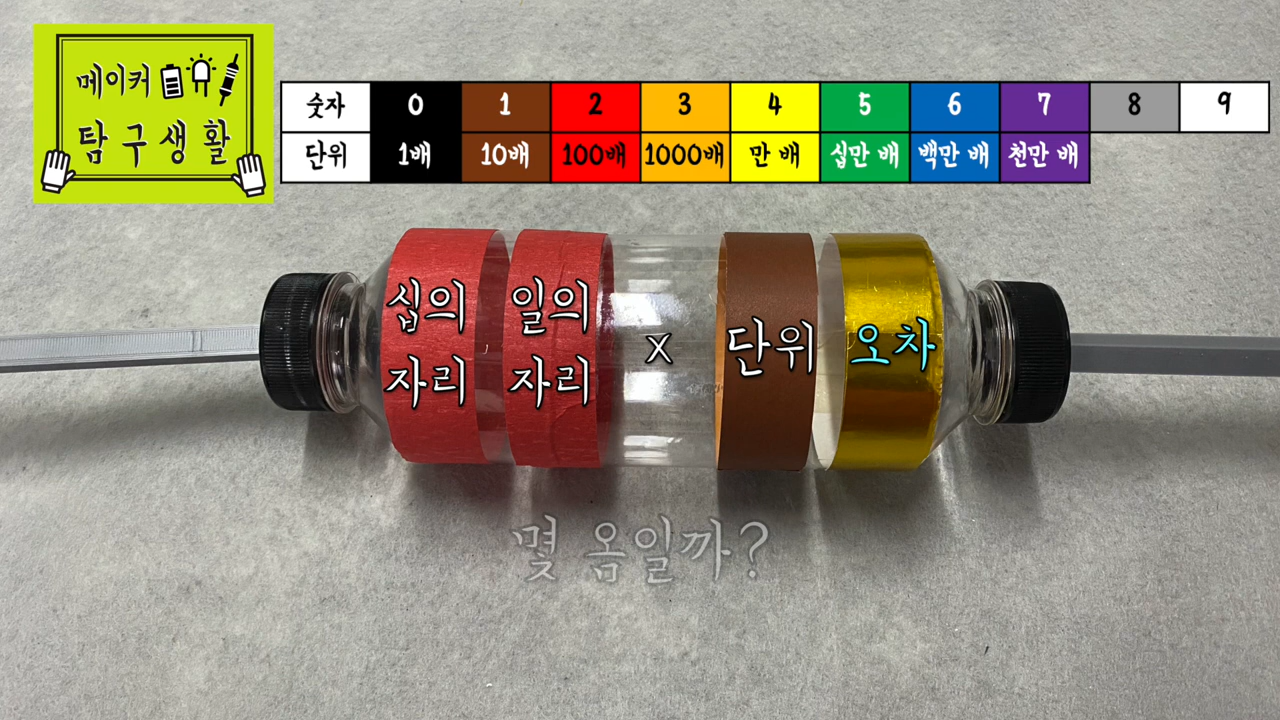 메이커
탐구생활
숫자 0 1 2 3 4 5 6 7 8 9
단위 1배 10배 100배 1000배 만 배 십만 배 백만 배 천만 배
십의 자리
일의 자리
x
단위
오차
몇 옴일까?